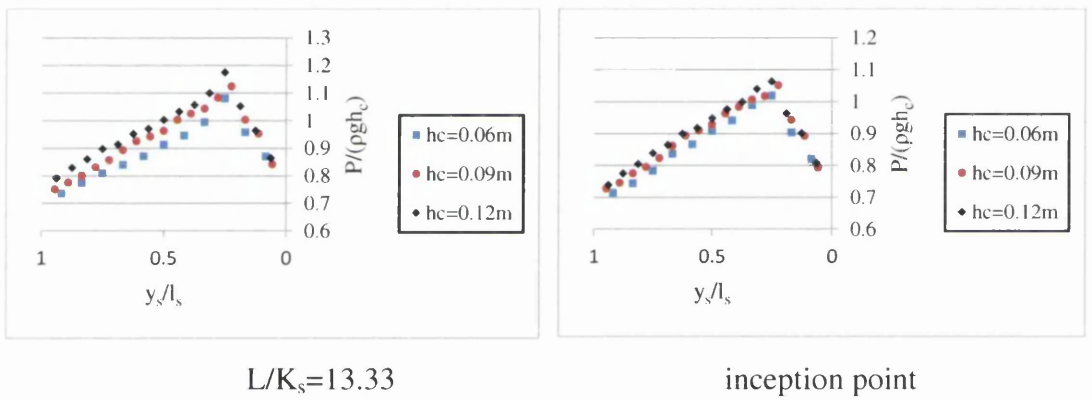 1.3
1.2
1.1
1
0.9
0.8
0.7
0.6
P/(ρghc)
1 0.5 0
ys/ls
hc=0.06m
hc=0.09m
hc=0.12m
L/Ks=13.33
1.2
1.1
1
0.9
0.8
0.7
0.6
P/(ρghc)
1 0.5 0
ys/ls
hc=0.06m
hc=0.09m
hc=0.12m
inception point